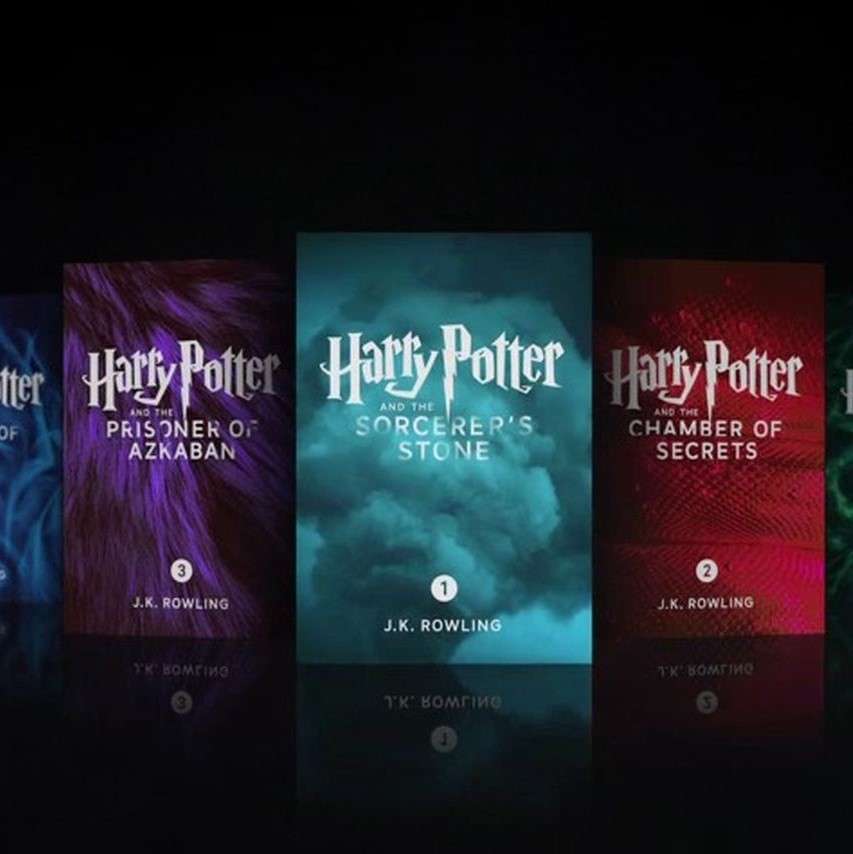 tter
OF
Harry Potter
AND THE
PRISONER OF
AZKABAN
3
J.K. ROWLING
Harry Potter
AND THE
SORCERER'S
STONE
1
J.K. ROWLING
Harry Potter
AND THE
CHAMBER OF
SECRETS
2
J.K. ROWLING